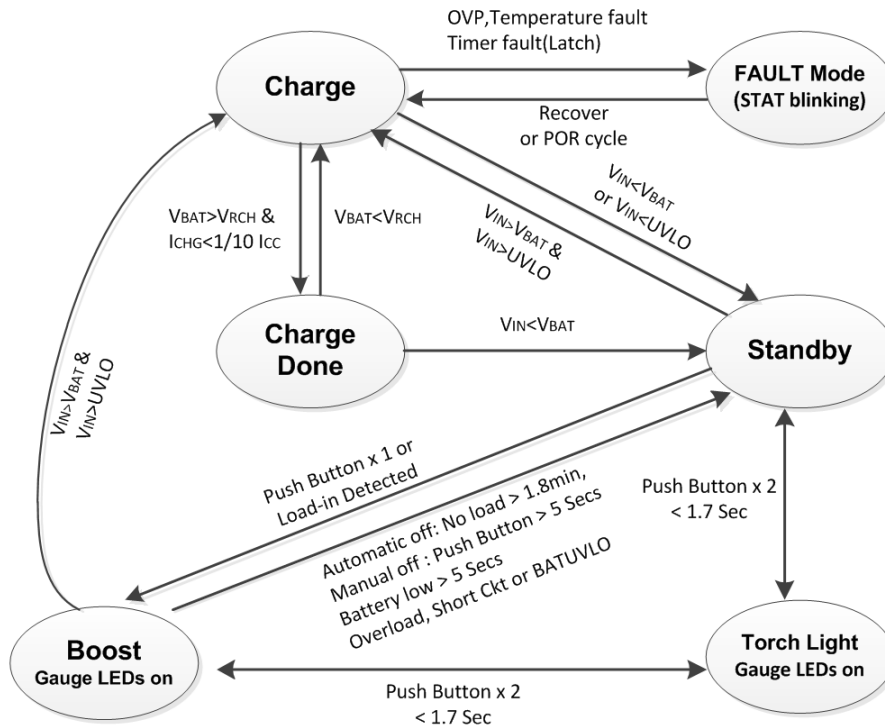 OVP,Temperature fault
Timer fault(Latch)
Charge
FAULT Mode
(STAT blinking)
Recover
or POR cycle
VIN<VBAT
or VIN<UVLO
VIN>VBAT &
VIN>UVLO
VBAT>VRCH &
ICHG<1/10 ICC
VBAT<VRCH
Charge
Done
VIN<VBAT
Standby
VIN>VBAT &
VIN>UVLO
Push Button x 1 or
Load-in Detected
Automatic off: No load > 1.8min,
Manual off : Push Button > 5 Secs
Battery low > 5 Secs
Overload, Short Ckt or BATUVLO
Push Button x 2
< 1.7 Sec
Boost
Gauge LEDs on
Torch Light
Gauge LEDs on
Push Button x 2
< 1.7 Sec